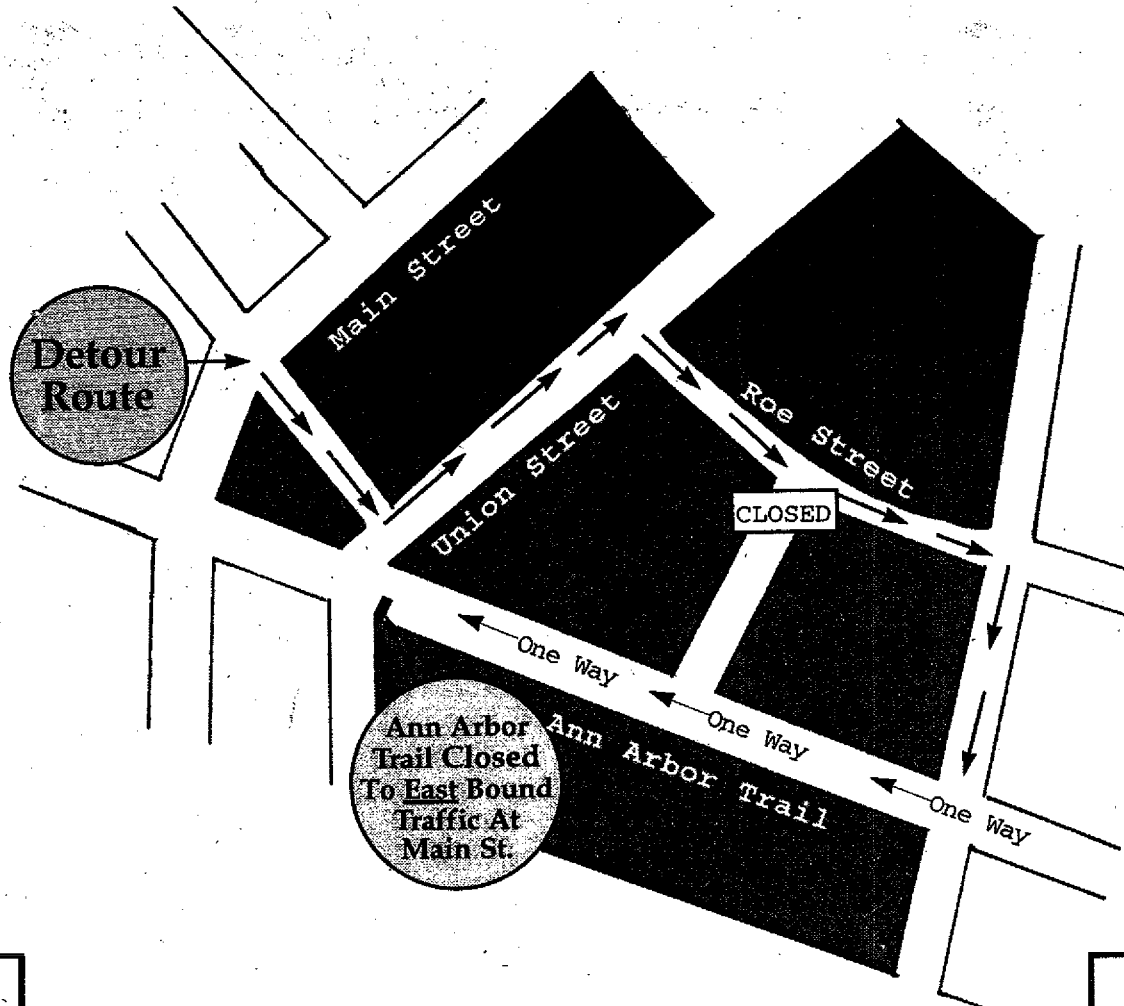 Main Street
Detour
Route
Roe Street
Union Street
CLOSED
One Way
One Way
One Way
Ann Arbor Trail
Ann Arbor
Trail Closed
To East Bound
Traffic At
Main St.